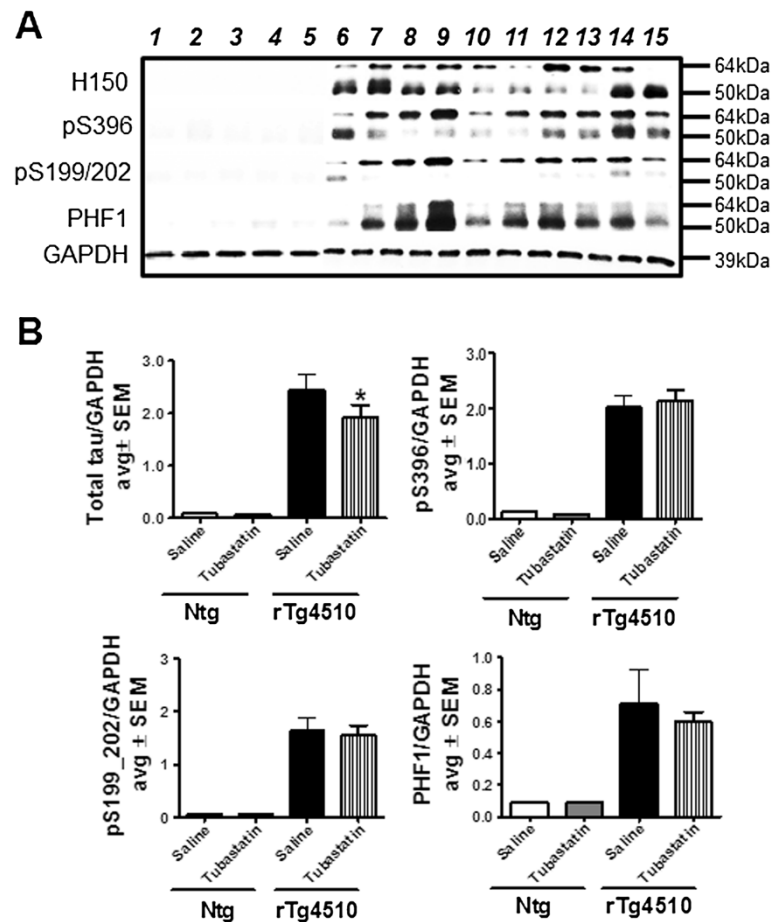 A
1 2 3 4 5 6 7 8 9 10 11 12 13 14 15
H150
64kDa
50kDa
pS396
64kDa
50kDa
pS199/202
64kDa
50kDa
PHF1
64kDa
50kDa
GAPDH
39kDa
B
Total tau/GAPDH
avg± SEM
3.0
2.0
1.0
0.0
*
Saline
Tubastatin
Saline
Tubastatin
Ntg
rTg4510
pS396/GAPDH
avg ± SEM
3.0
2.0
1.0
0.0
Saline
Tubastatin
Saline
Tubastatin
Ntg
rTg4510
pS199_202/GAPDH
avg ± SEM
3
2
1
0
Saline
Tubastatin
Saline
Tubastatin
Ntg
rTg4510
PHF1/GAPDH
avg ± SEM
1.0
0.8
0.6
0.4
0.2
0.0
Saline
Tubastatin
Saline
Tubastatin
Ntg
rTg4510